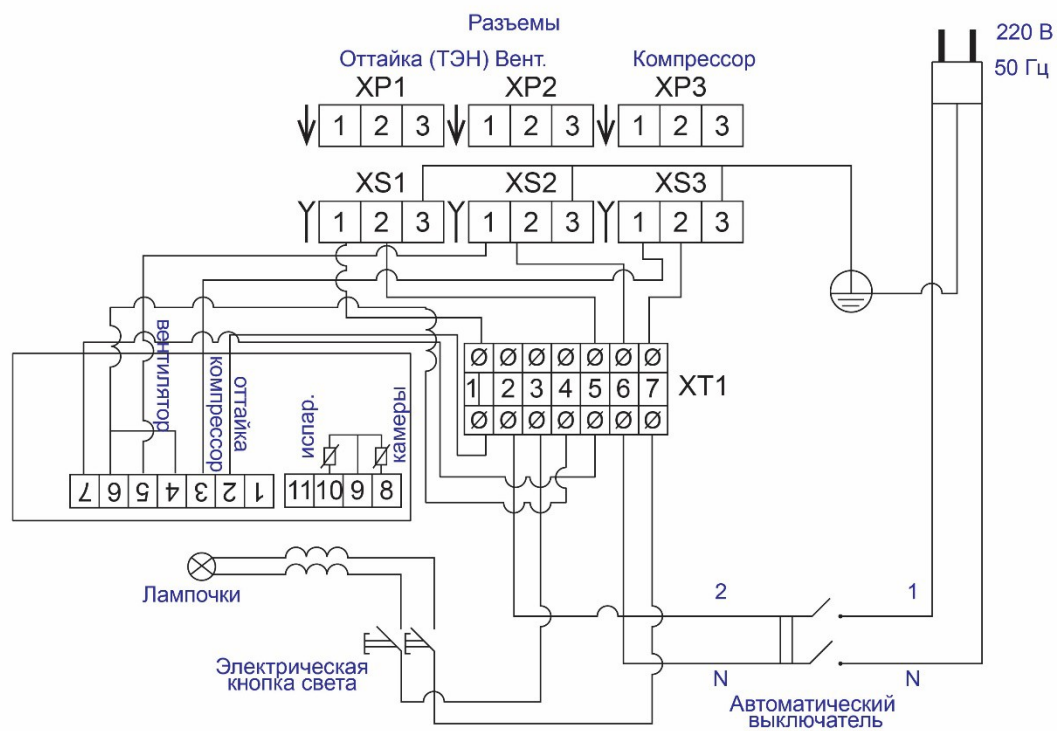 Разъемы
220 В
50 Гц
Оттайка (ТЭН) Вент.
Компрессор
XP1
XP2
XP3
1 2 3
1 2 3
1 2 3
XS1
XS2
XS3
1 2 3
1 2 3
1 2 3
XT1
1 2 3 4 5 6 7
вентилятор
компрессор
оттайка
испар.
камеры
7 6 5 4 3 2 1
11 10 9 8
Лампочки
Электрическая
кнопка света
2
1
N
N
Автоматический
выключатель